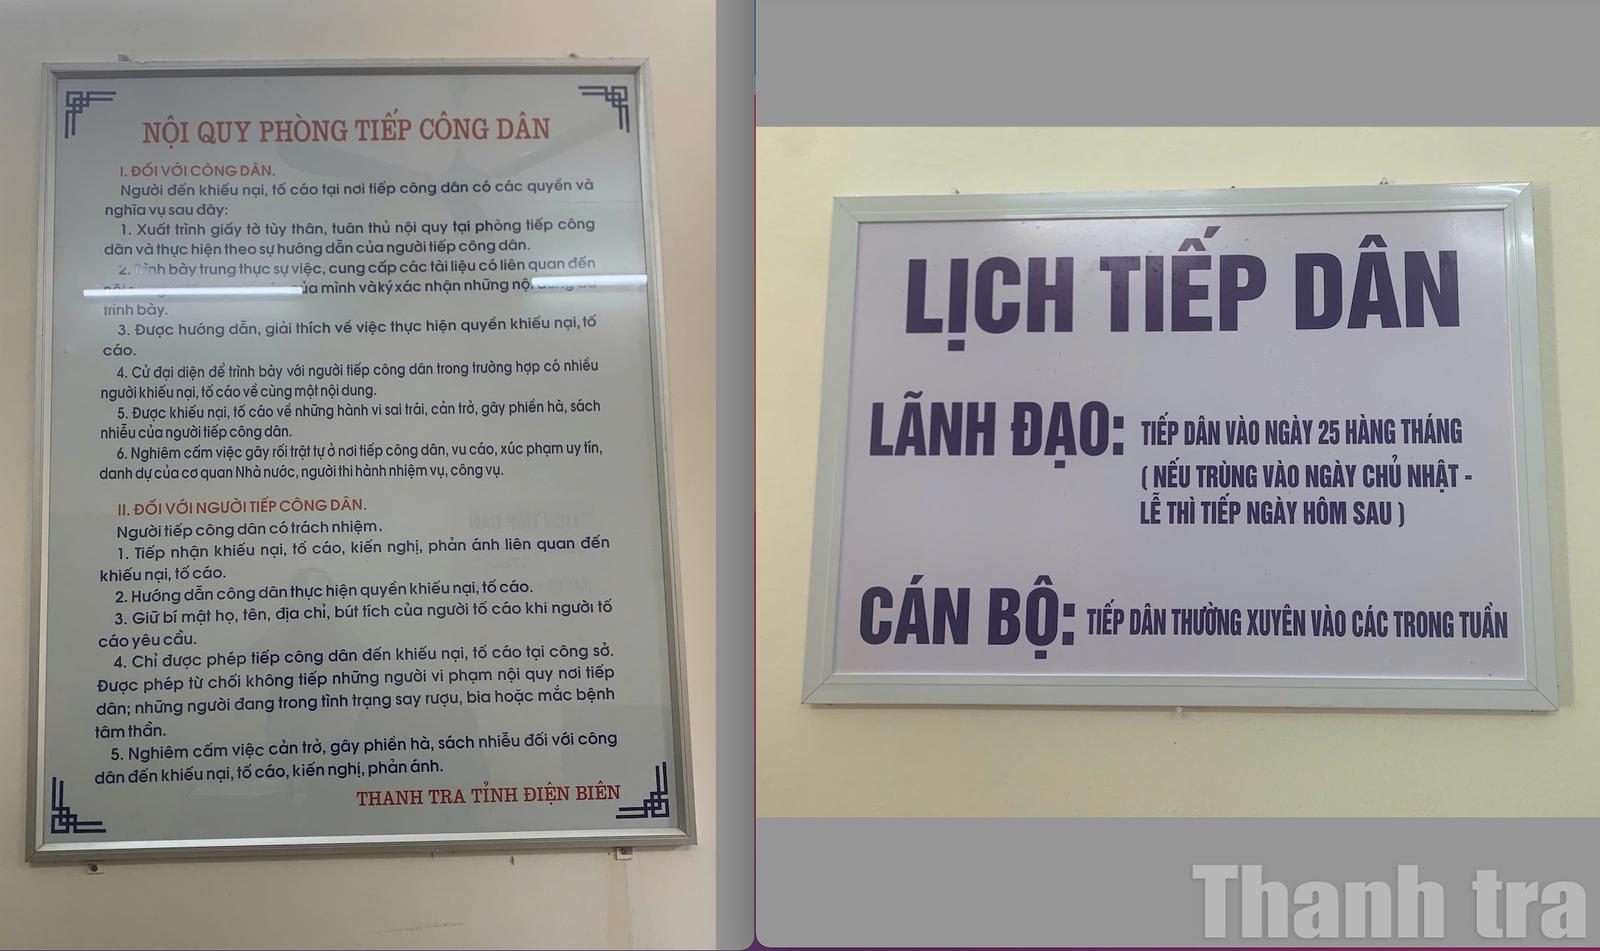 NỘI QUY PHÒNG TIẾP CÔNG DÂN
I. ĐỐI VỚI CÔNG DÂN.
Người đến khiếu nại, tố cáo tại nơi tiếp công dân có các quyền và
nghĩa vụ sau đây:
1. Xuất trình giấy tờ tùy thân, tuân thủ nội quy tại phòng tiếp công
dân và thực hiện theo sự hướng dẫn của người tiếp công dân.
2. Trình bày trung thực sự việc, cung cấp các tài liệu có liên quan đến
của mình và ký xác nhận những nội
trình bày.
3. Được hướng dẫn, giải thích về việc thực hiện quyền khiếu nại, tố
cáo.
4. Cử đại diện để trình bày với người tiếp công dân trong trường hợp có nhiều
người khiếu nại, tố cáo về cùng một nội dung.
5. Được khiếu nại, tố cáo về những hành vi sai trái, cản trở, gây phiền hà, sách
nhiễu của người tiếp công dân.
6. Nghiêm cấm việc gây rối trật tự ở nơi tiếp công dân, vu cáo, xúc phạm uy tín,
danh dự của cơ quan Nhà nước, người thi hành nhiệm vụ, công vụ.
II. ĐỐI VỚI NGƯỜI TIẾP CÔNG DÂN.
Người tiếp công dân có trách nhiệm.
1. Tiếp nhận khiếu nại, tố cáo, kiến nghị, phản ánh liên quan đến
khiếu nại, tố cáo.
2. Hướng dẫn công dân thực hiện quyền khiếu nại, tố cáo.
3. Giữ bí mật họ, tên, địa chỉ, bút tích của người tố cáo khi người tố
cáo yêu cầu.
4. Chỉ được phép tiếp công dân đến khiếu nại, tố cáo tại công sở.
Được phép từ chối không tiếp những người vi phạm nội quy nơi tiếp
dân; những người đang trong tình trạng say rượu, bia hoặc mắc bệnh
tâm thần.
5. Nghiêm cấm việc cản trở, gây phiền hà, sách nhiễu đối với công
dân đến khiếu nại, tố cáo, kiến nghị, phản ánh.
THANH TRA TỈNH ĐIỆN BIÊN
LỊCH TIẾP DÂN
LÃNH ĐẠO: TIẾP DÂN VÀO NGÀY 25 HÀNG THÁNG
( NẾU TRÙNG VÀO NGÀY CHỦ NHẬT -
LỄ THÌ TIẾP NGÀY HÔM SAU )
CÁN BỘ: TIẾP DÂN THƯỜNG XUYÊN VÀO CÁC TRONG TUẦN
Thanh tra